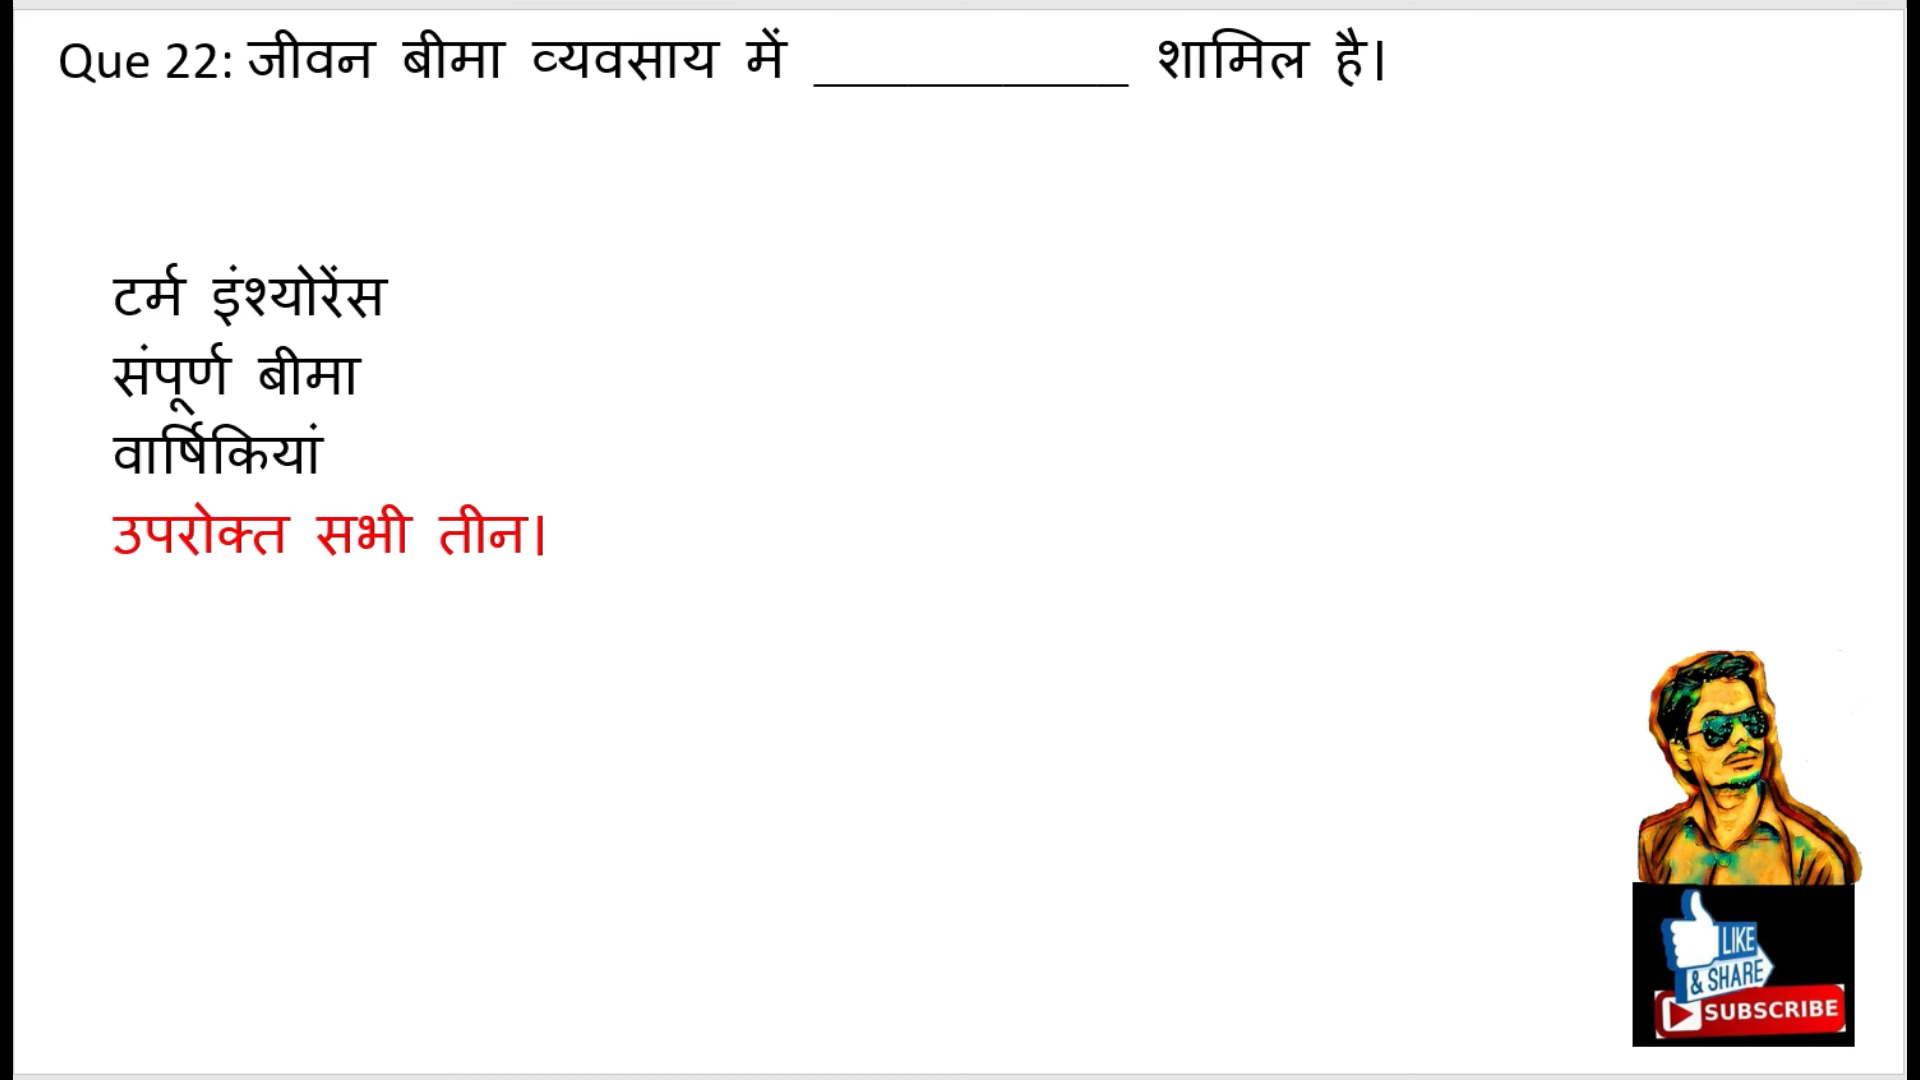 Que 22: जीवन बीमा व्यवसाय में ____________ शामिल है।
टर्म इंश्योरेंस
संपूर्ण बीमा
वार्षिकियां
उपरोक्त सभी तीन।
LIKE
& SHARE
SUBSCRIBE